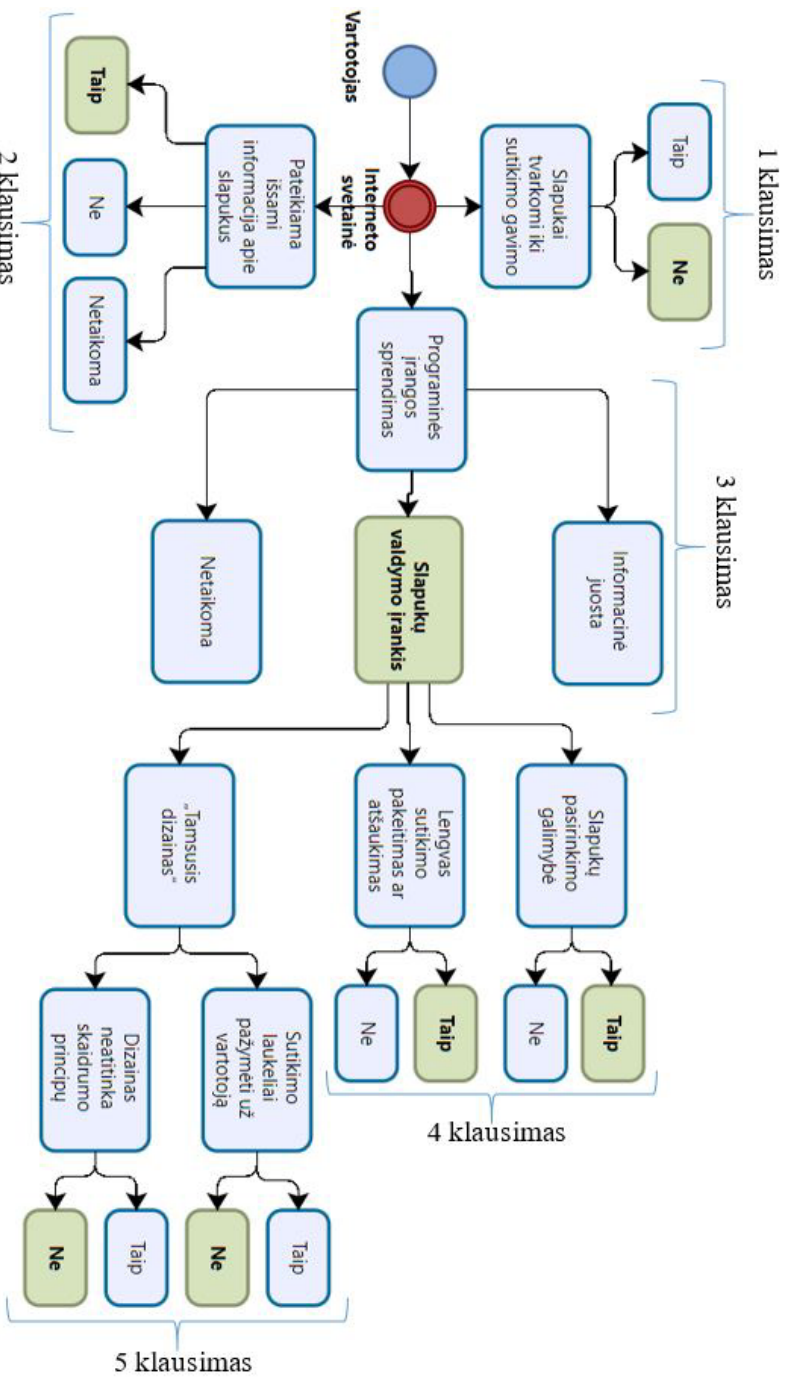 1 klausimas
Taip
Ne
Slapukai
tvarkomi iki
sutikimo gavimo
Vartotojas
Interneto
svetainė
Pateikiama
išsami
informacija apie
slapukus
Taip
Ne
Netaikoma
2 klausimas
3 klausimas
Programinės
įrangos
sprendimas
Informacinė
juosta
Slapukų
valdymo įrankis
Netaikoma
Slapukų
pasirinkimo
galimybė
Taip
Ne
Lengvas
sutikimo
pakeitimas ar
atšaukimas
Taip
Ne
4 klausimas
„Tamsusis
dizainas“
Sutikimo
laukeliai
pažymėti už
vartotoją
Taip
Ne
Dizainas
neatitinka
skaidrumo
principų
Taip
Ne
5 klausimas